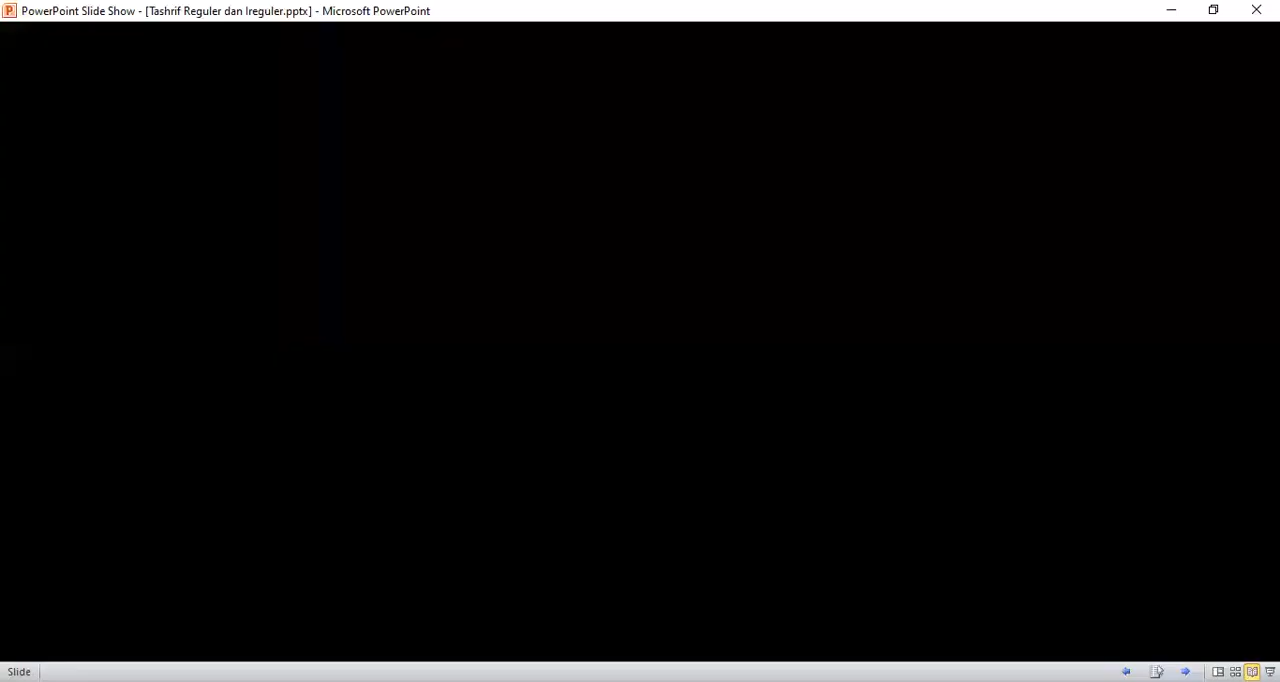 PowerPoint Slide Show - [Tashrif Reguler dan Ireguler.pptx] - Microsoft PowerPoint
Slide